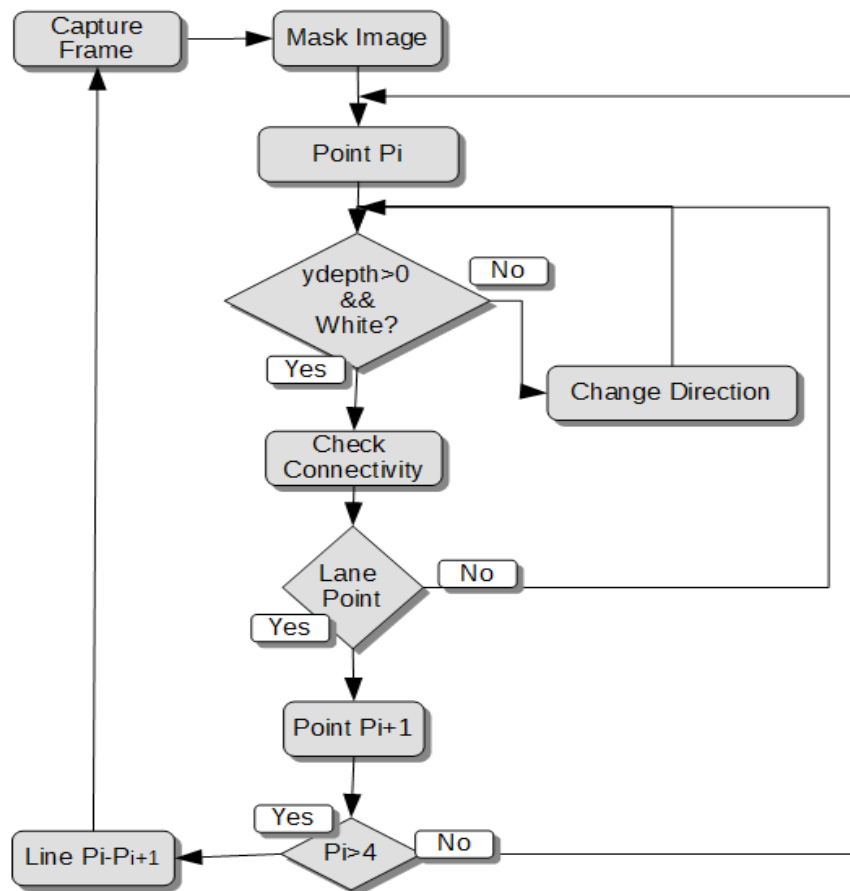 Capture
Frame
Mask Image
Point Pi
ydepth>0
&&
White?
No
Yes
Change Direction
Check
Connectivity
Lane
Point
No
Yes
Point Pi+1
Yes
Pi>4
No
Line Pi-Pi+1